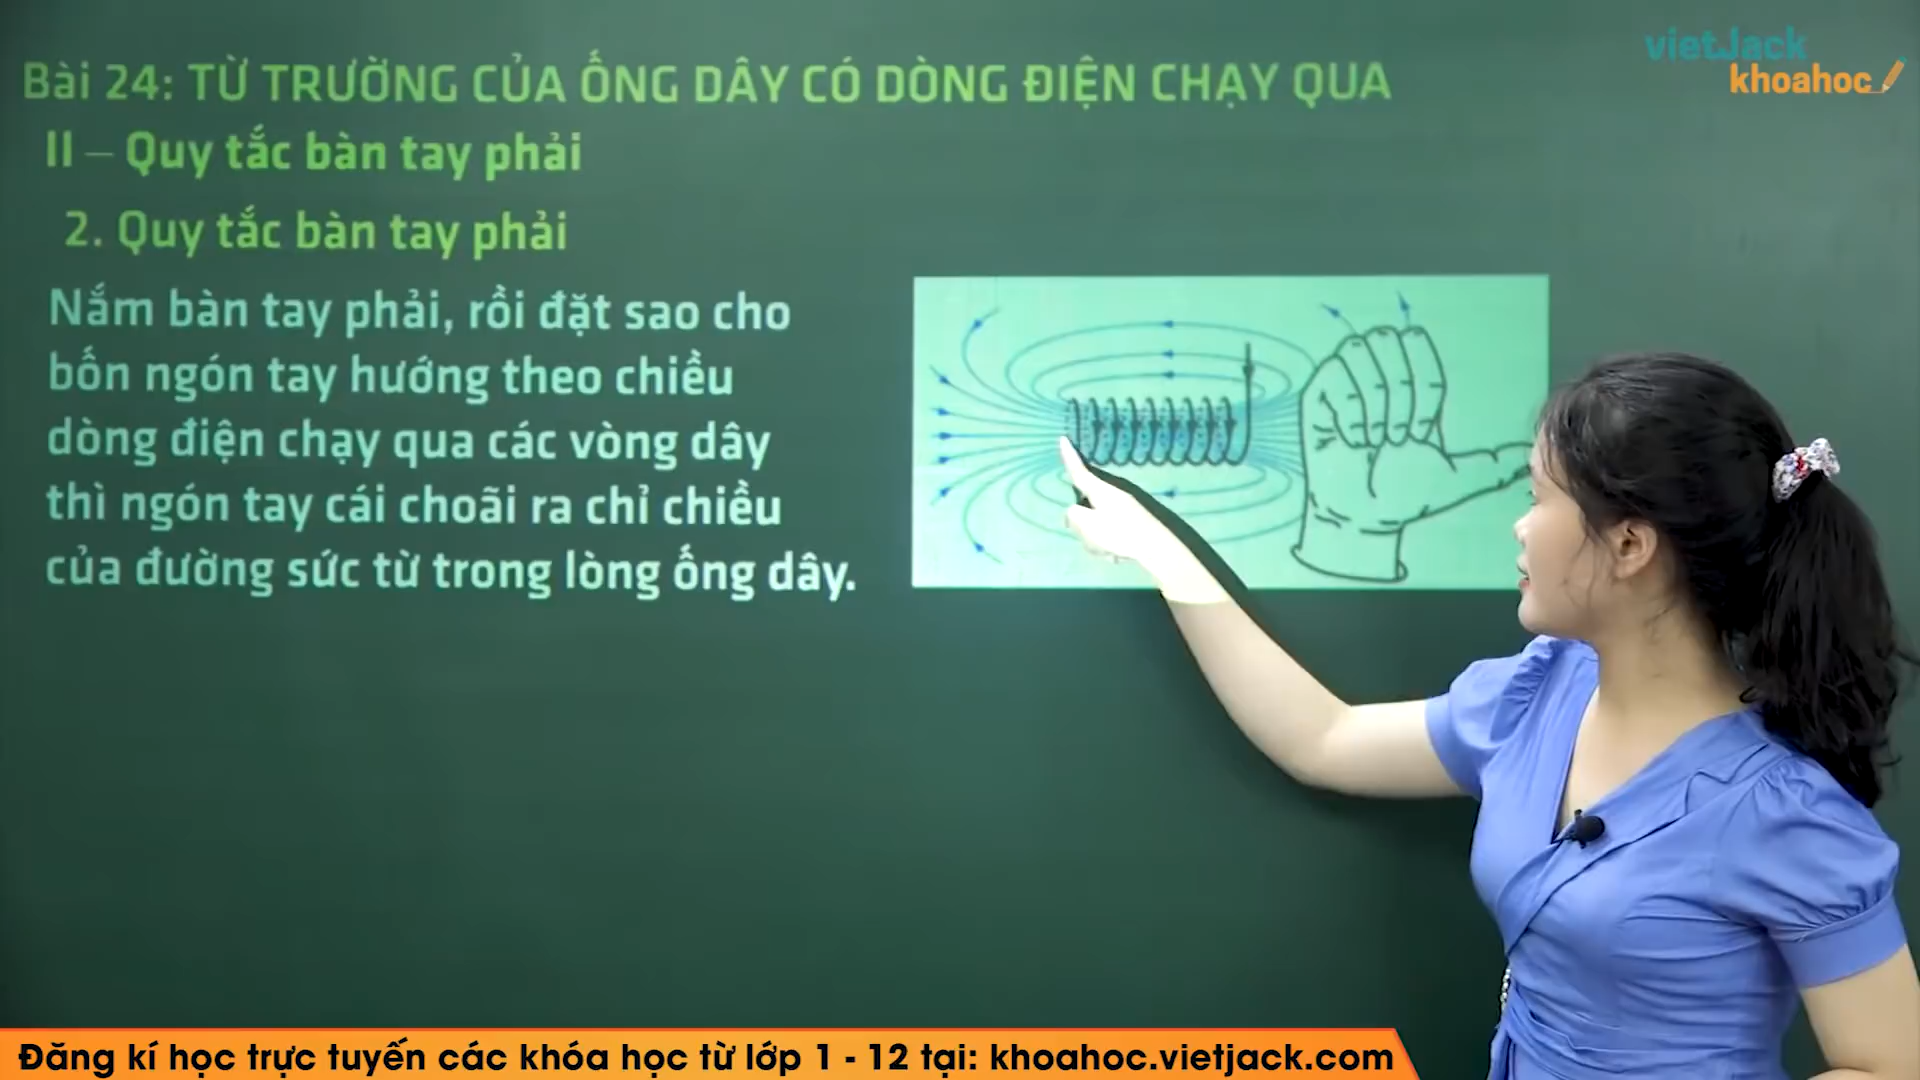 vietJack
khoahoc
Bài 24: TỪ TRƯỜNG CỦA ỐNG DÂY CÓ DÒNG ĐIỆN CHẠY QUA
II – Quy tắc bàn tay phải
2. Quy tắc bàn tay phải
Nắm bàn tay phải, rồi đặt sao cho
bốn ngón tay hướng theo chiều
dòng điện chạy qua các vòng dây
thì ngón tay cái choãi ra chỉ chiều
của đường sức từ trong lòng ống dây.
Đăng kí học trực tuyến các khóa học từ lớp 1 - 12 tại: khoahoc.vietjack.com